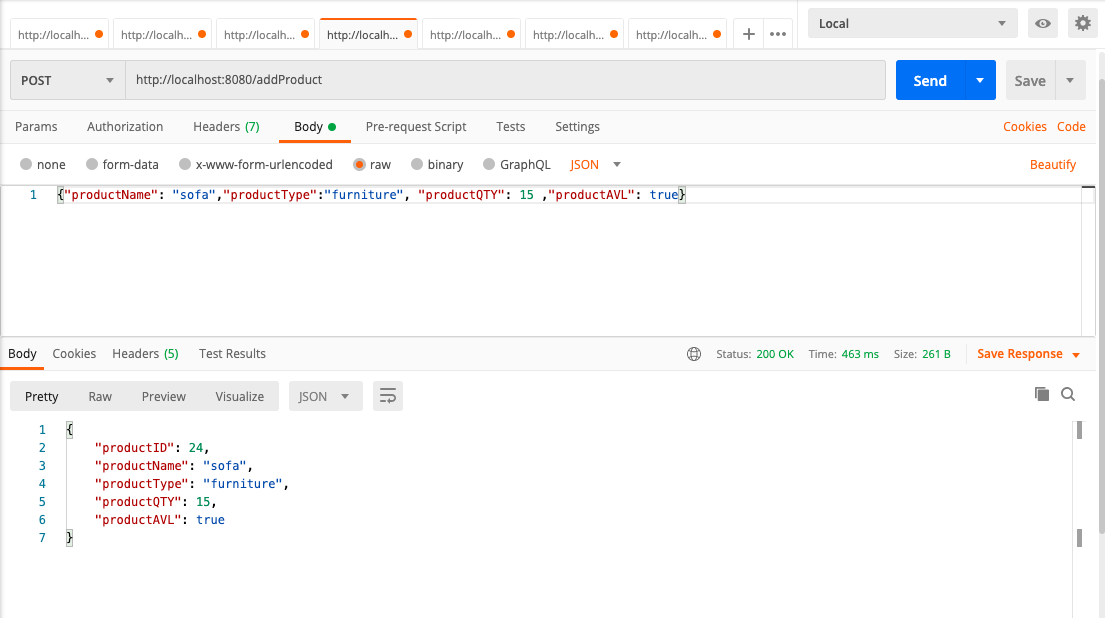 http://localh... http://localh... http://localh... http://localh... http://localh... http://localh... http://localh... + ••• Local
POST http://localhost:8080/addProduct Send Save
Params Authorization Headers (7) Body Pre-request Script Tests Settings Cookies Code
none form-data x-www-form-urlencoded raw binary GraphQL JSON Beautify
1 {"productName": "sofa","productType":"furniture", "productQTY": 15 ,"productAVL": true}
Body Cookies Headers (5) Test Results Status: 200 OK Time: 463 ms Size: 261 B Save Response
Pretty Raw Preview Visualize JSON
1 {
2 "productID": 24,
3 "productName": "sofa",
4 "productType": "furniture",
5 "productQTY": 15,
6 "productAVL": true
7 }